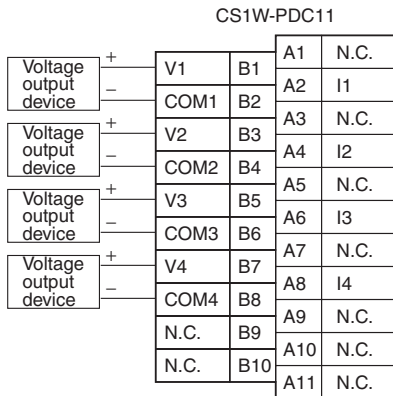 CS1W-PDC11
A1 N.C.
Voltage output device
+
V1 B1
A2 I1
−
COM1 B2
A3 N.C.
Voltage output device
+
V2 B3
A4 I2
−
COM2 B4
A5 N.C.
Voltage output device
+
V3 B5
A6 I3
−
COM3 B6
A7 N.C.
Voltage output device
+
V4 B7
A8 I4
−
COM4 B8
A9 N.C.
N.C. B9
A10 N.C.
N.C. B10
A11 N.C.